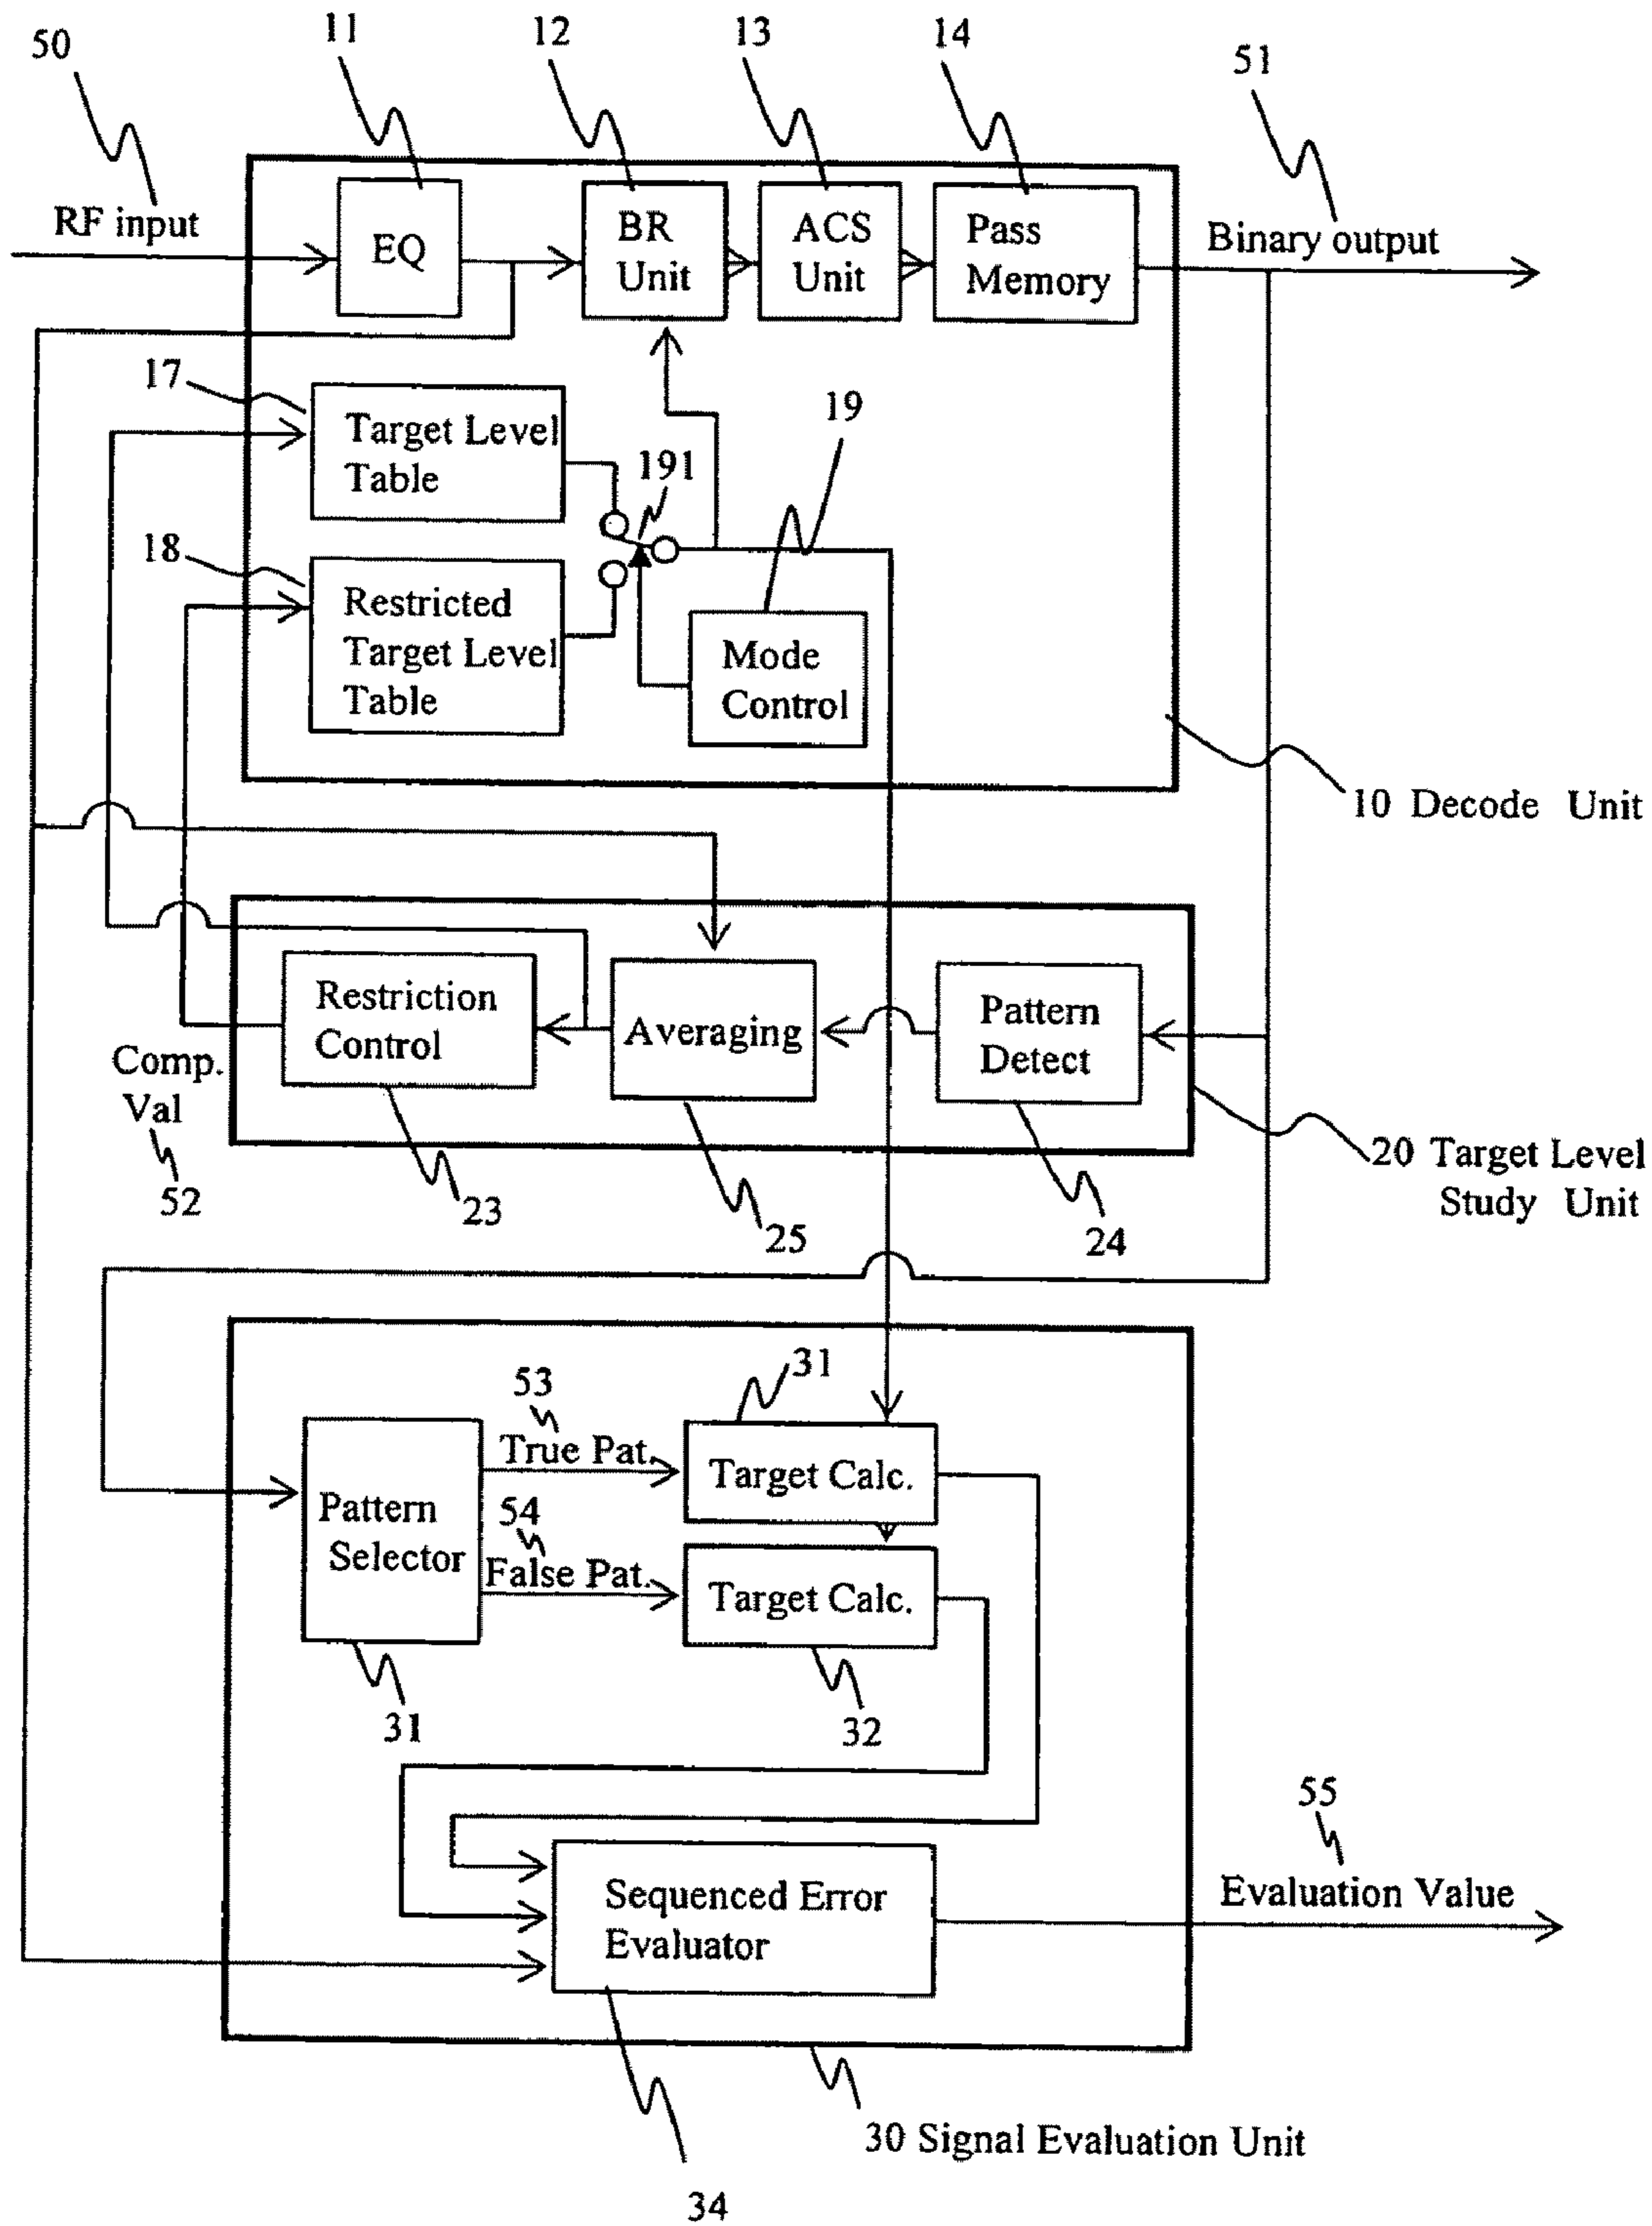 50
11
12
13
14
51
RF input
EQ
BR
Unit
ACS
Unit
Pass
Memory
Binary output
17
Target Level
Table
191
19
18
Restricted
Target Level
Table
Mode
Control
10 Decode Unit
Restriction
Control
Averaging
Pattern
Detect
Comp.
Val
52
23
25
24
20 Target Level
Study Unit
31
53
True Pat.
Target Calc.
Pattern
Selector
54
False Pat.
Target Calc.
31
32
55
Sequenced Error
Evaluator
Evaluation Value
30 Signal Evaluation Unit
34